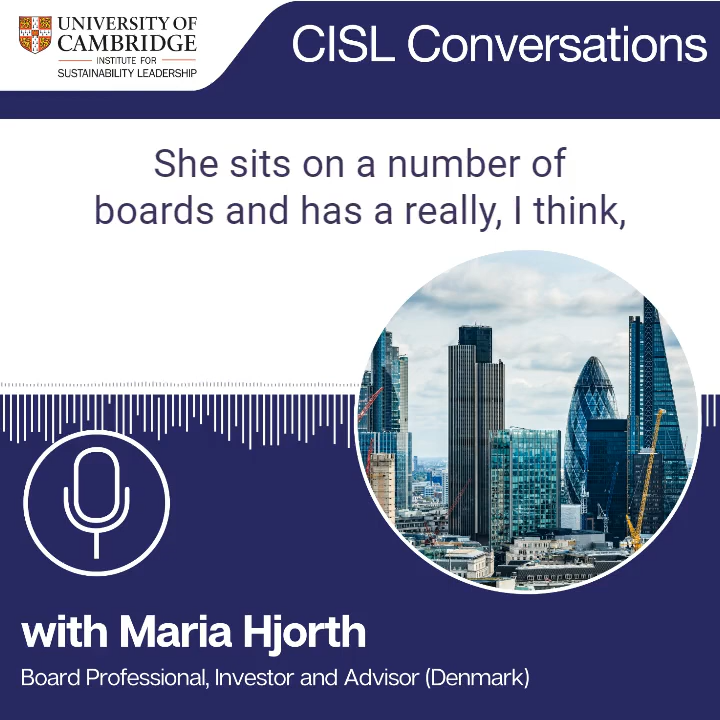 UNIVERSITY OF
CAMBRIDGE
INSTITUTE FOR
SUSTAINABILITY LEADERSHIP
CISL Conversations
She sits on a number of
boards and has a really, I think,
with Maria Hjorth
Board Professional, Investor and Advisor (Denmark)